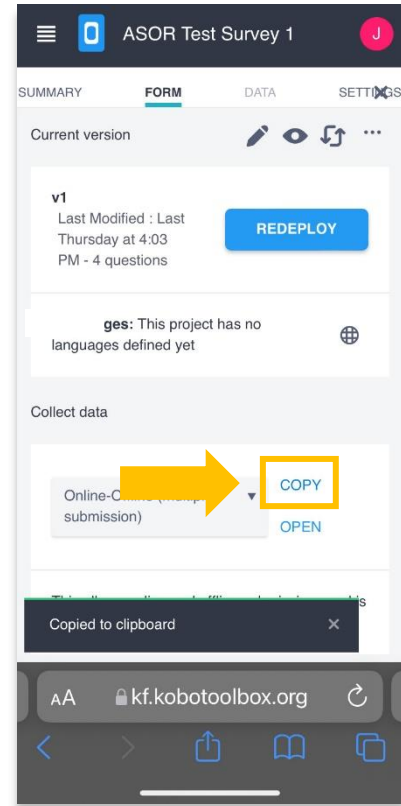 ASOR Test Survey 1
J
SUMMARY FORM DATA SETTINGS
Current version
v1
Last Modified : Last
Thursday at 4:03
PM - 4 questions
REDEPLOY
ges: This project has no
languages defined yet
Collect data
Online-O
submission)
COPY
OPEN
Copied to clipboard
AA kf.kobotoolbox.org